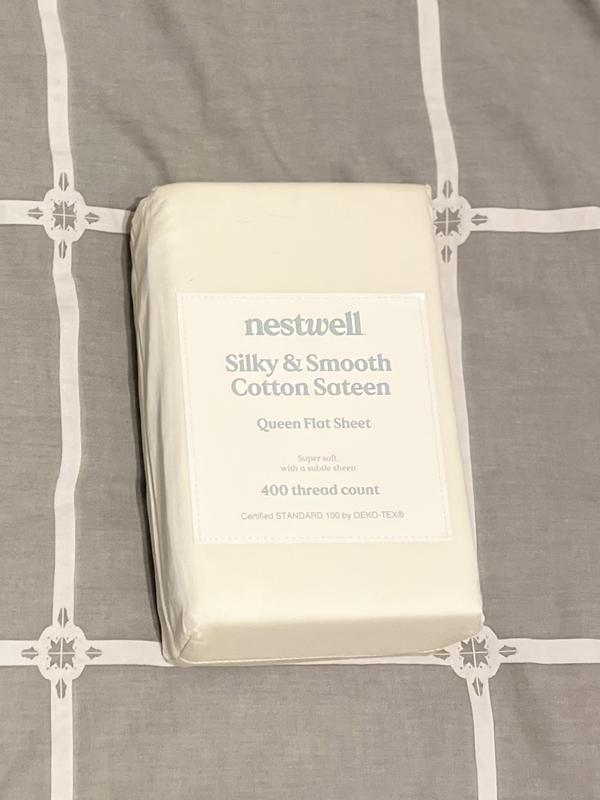 nestwell
Silky & Smooth
Cotton Sateen
Queen Flat Sheet
Super soft
with a subtle sheen
400 thread count
Certified STANDARD 100 by OEKO-TEX®